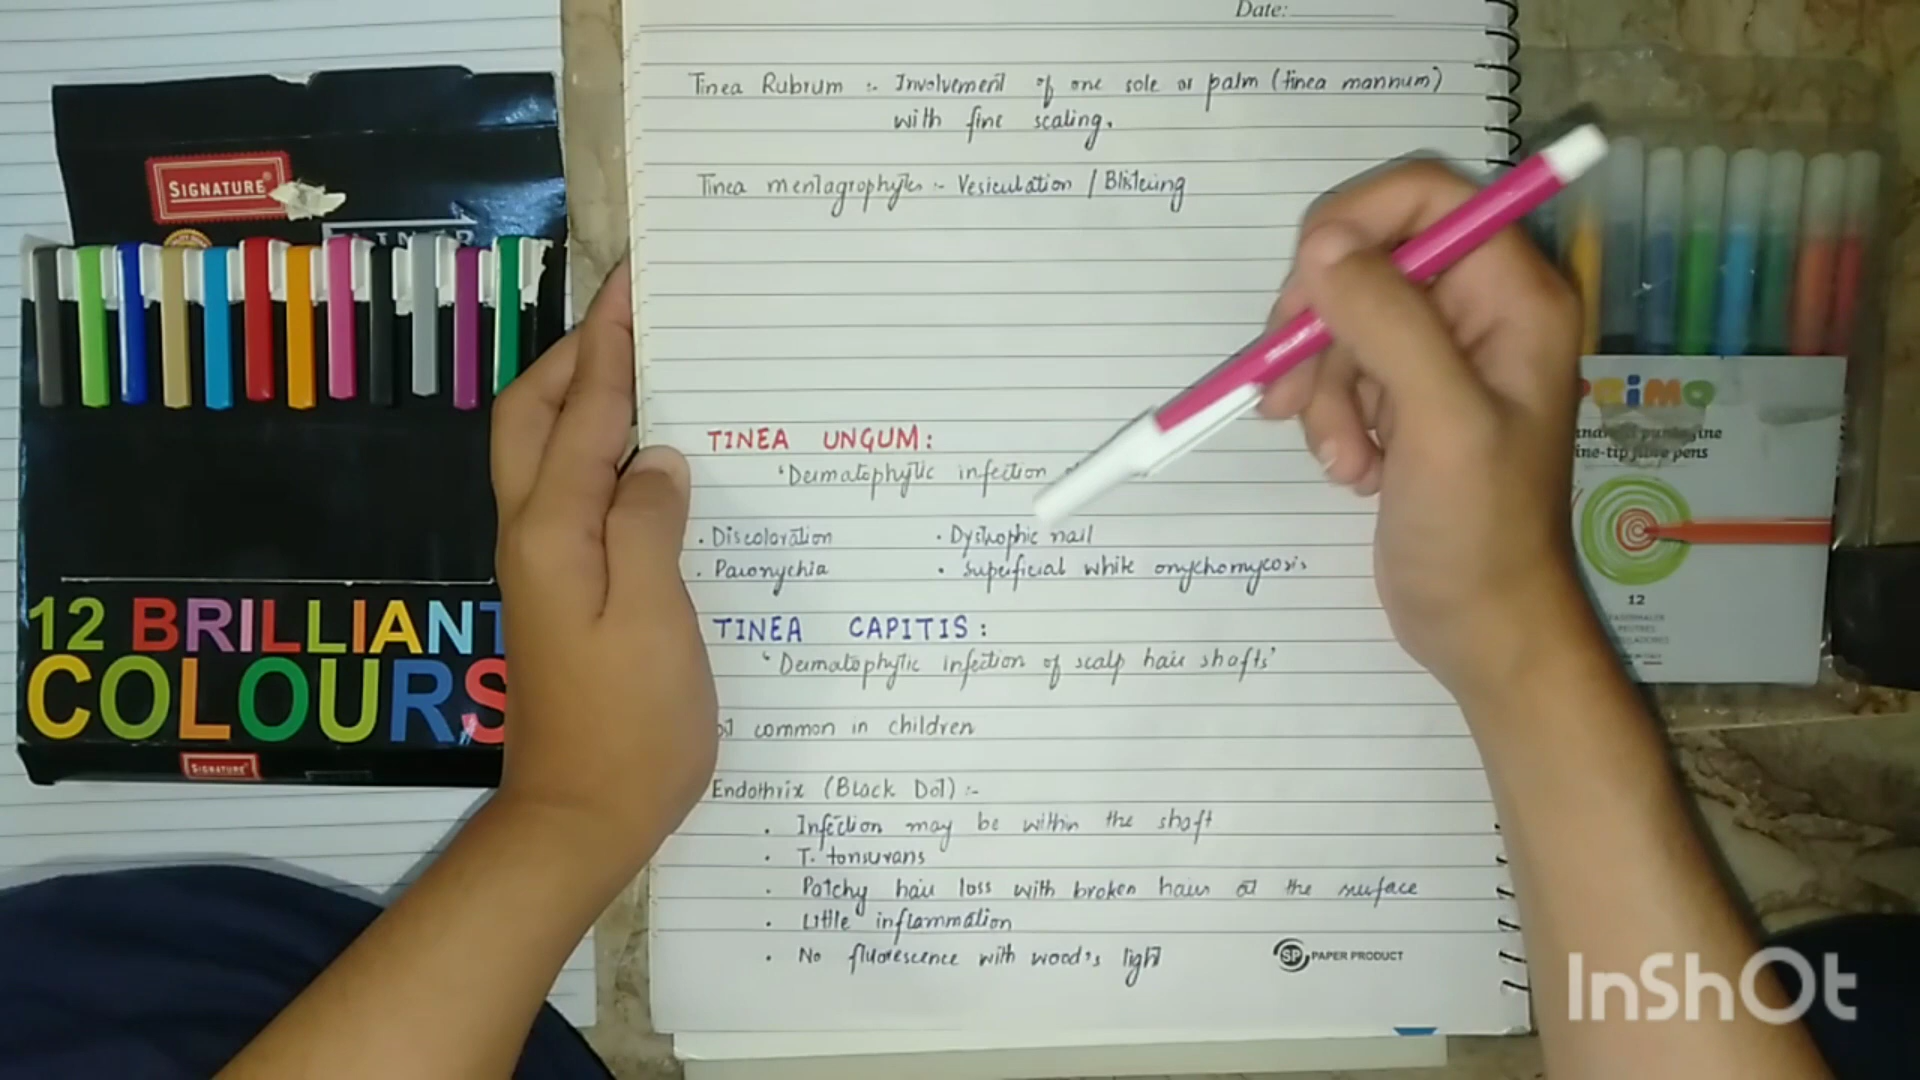 Date:
Tinea Rubrum :- Involvement of one sole or palm (tinea mannum)
with fine scaling.
Tinea mentagrophytes :- Vesiculation / Blistering
TINEA UNGUM:
'Dermatophytic infection
. Discoloration
. Dystrophic nail
. Paronychia
. Superficial white onychomycosis
TINEA CAPITIS:
'Dermatophytic infection of scalp hair shafts'
common in children
Endothrix (Black Dot) :-
. Infection may be within the shaft
. T. tonsurans
. Patchy hair loss with broken hairs at the surface
. Little inflammation
. No fluorescence with wood's light
SP PAPER PRODUCT
SIGNATURE
12 BRILLIANT
COLOURS
SIGNATURE
PRIMO
12
InShOt